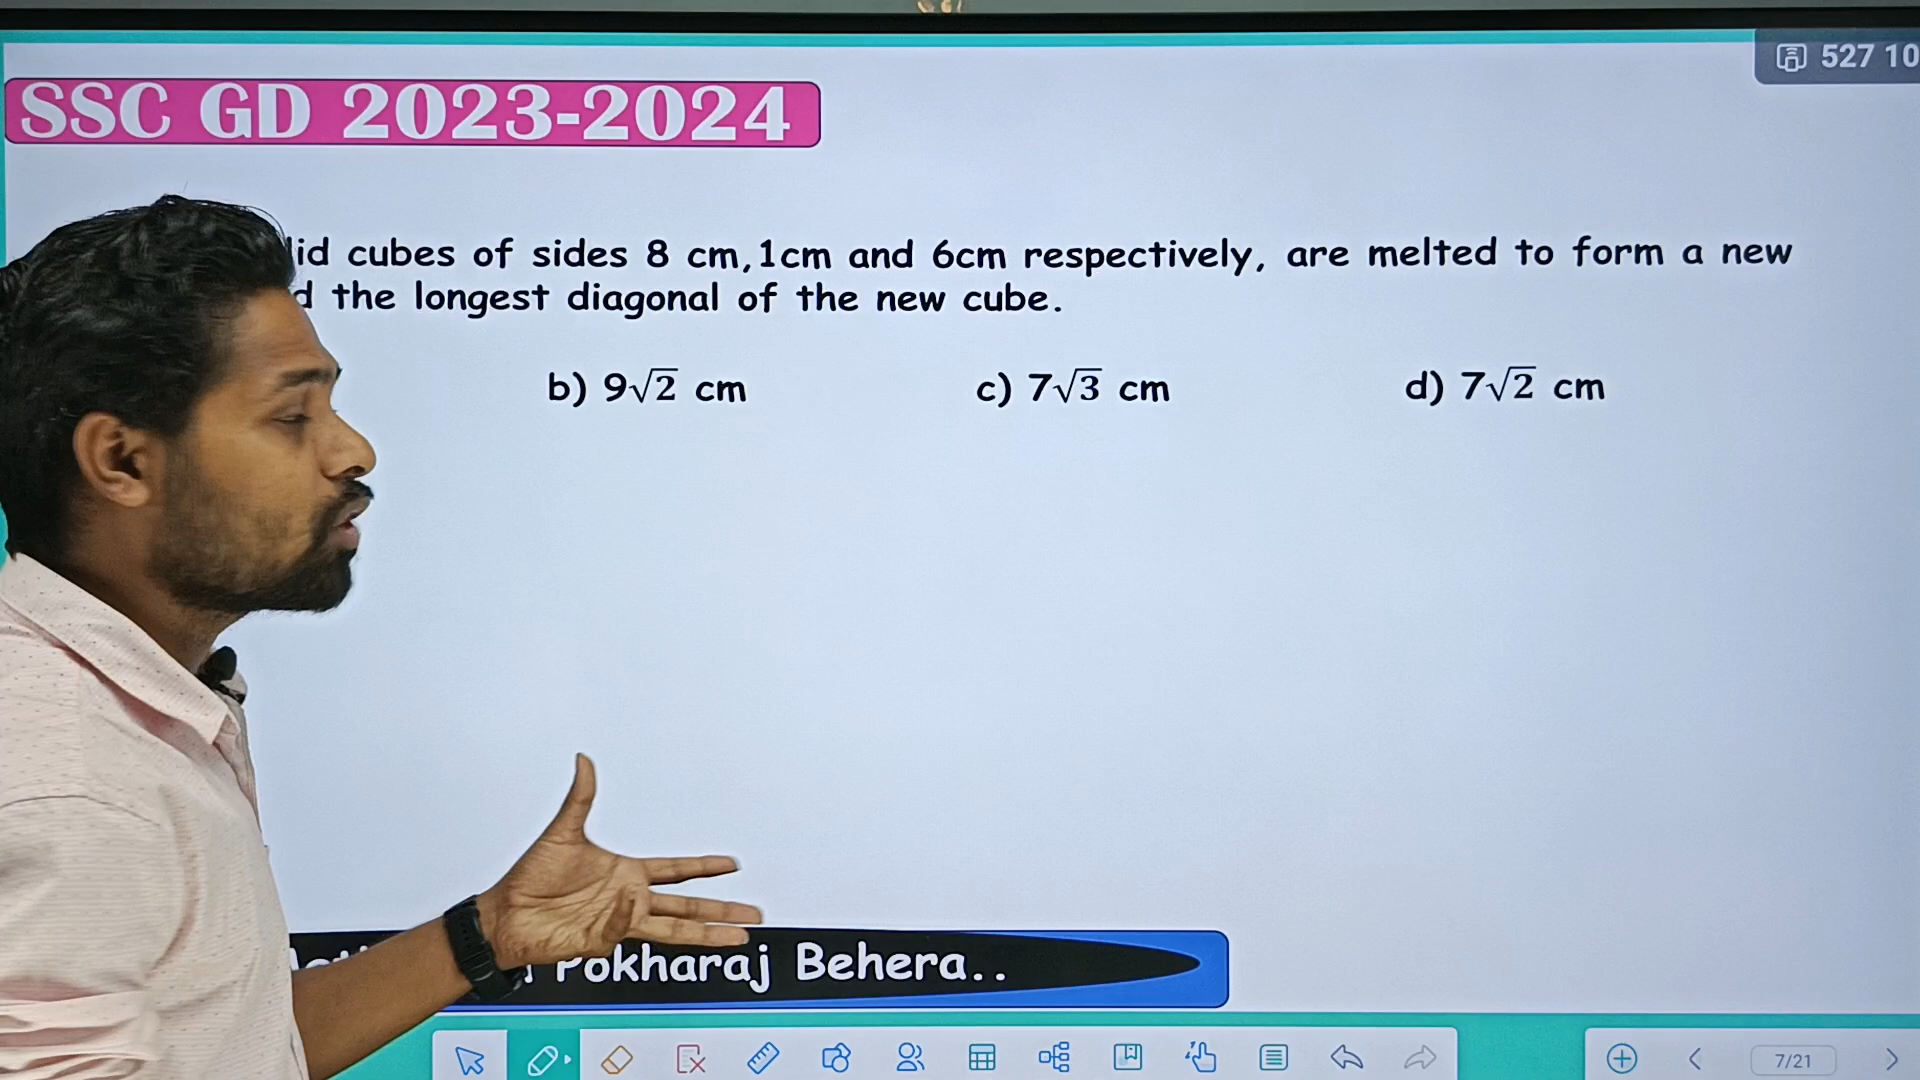 527 10
SSC GD 2023-2024
cubes of sides 8 cm,1cm and 6cm respectively, are melted to form a new
the longest diagonal of the new cube.
b) 9√2 cm c) 7√3 cm d) 7√2 cm
Pokharaj Behera..
7/21